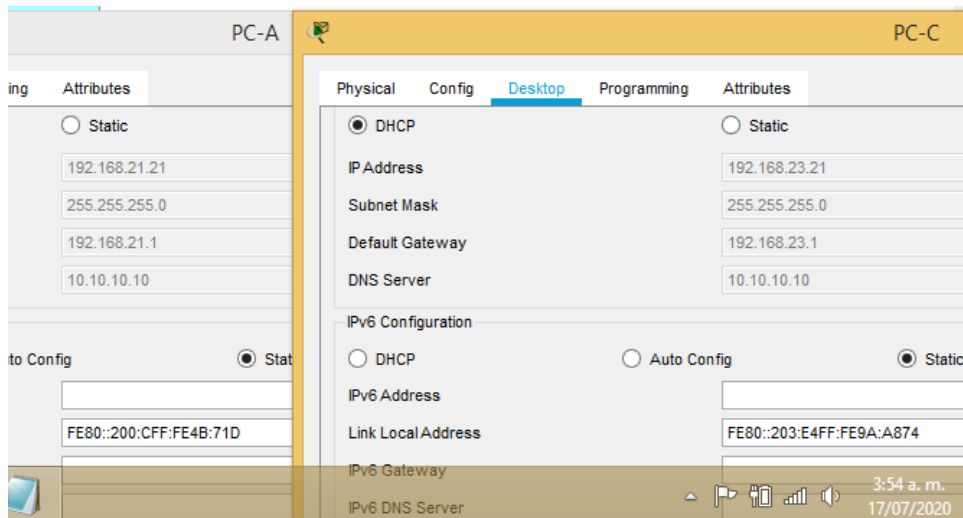 PC-A
PC-C
ing Attributes
Physical Config Desktop Programming Attributes
Static
DHCP Static
192.168.21.21
IP Address 192.168.23.21
255.255.255.0
Subnet Mask 255.255.255.0
192.168.21.1
Default Gateway 192.168.23.1
10.10.10.10
DNS Server 10.10.10.10
IPv6 Configuration
to Config Stat
DHCP Auto Config Static
IPv6 Address
FE80::200:CFF:FE4B:71D
Link Local Address FE80::203:E4FF:FE9A:A874
IPv6 Gateway
IPv6 DNS Server
3:54 a. m.
17/07/2020